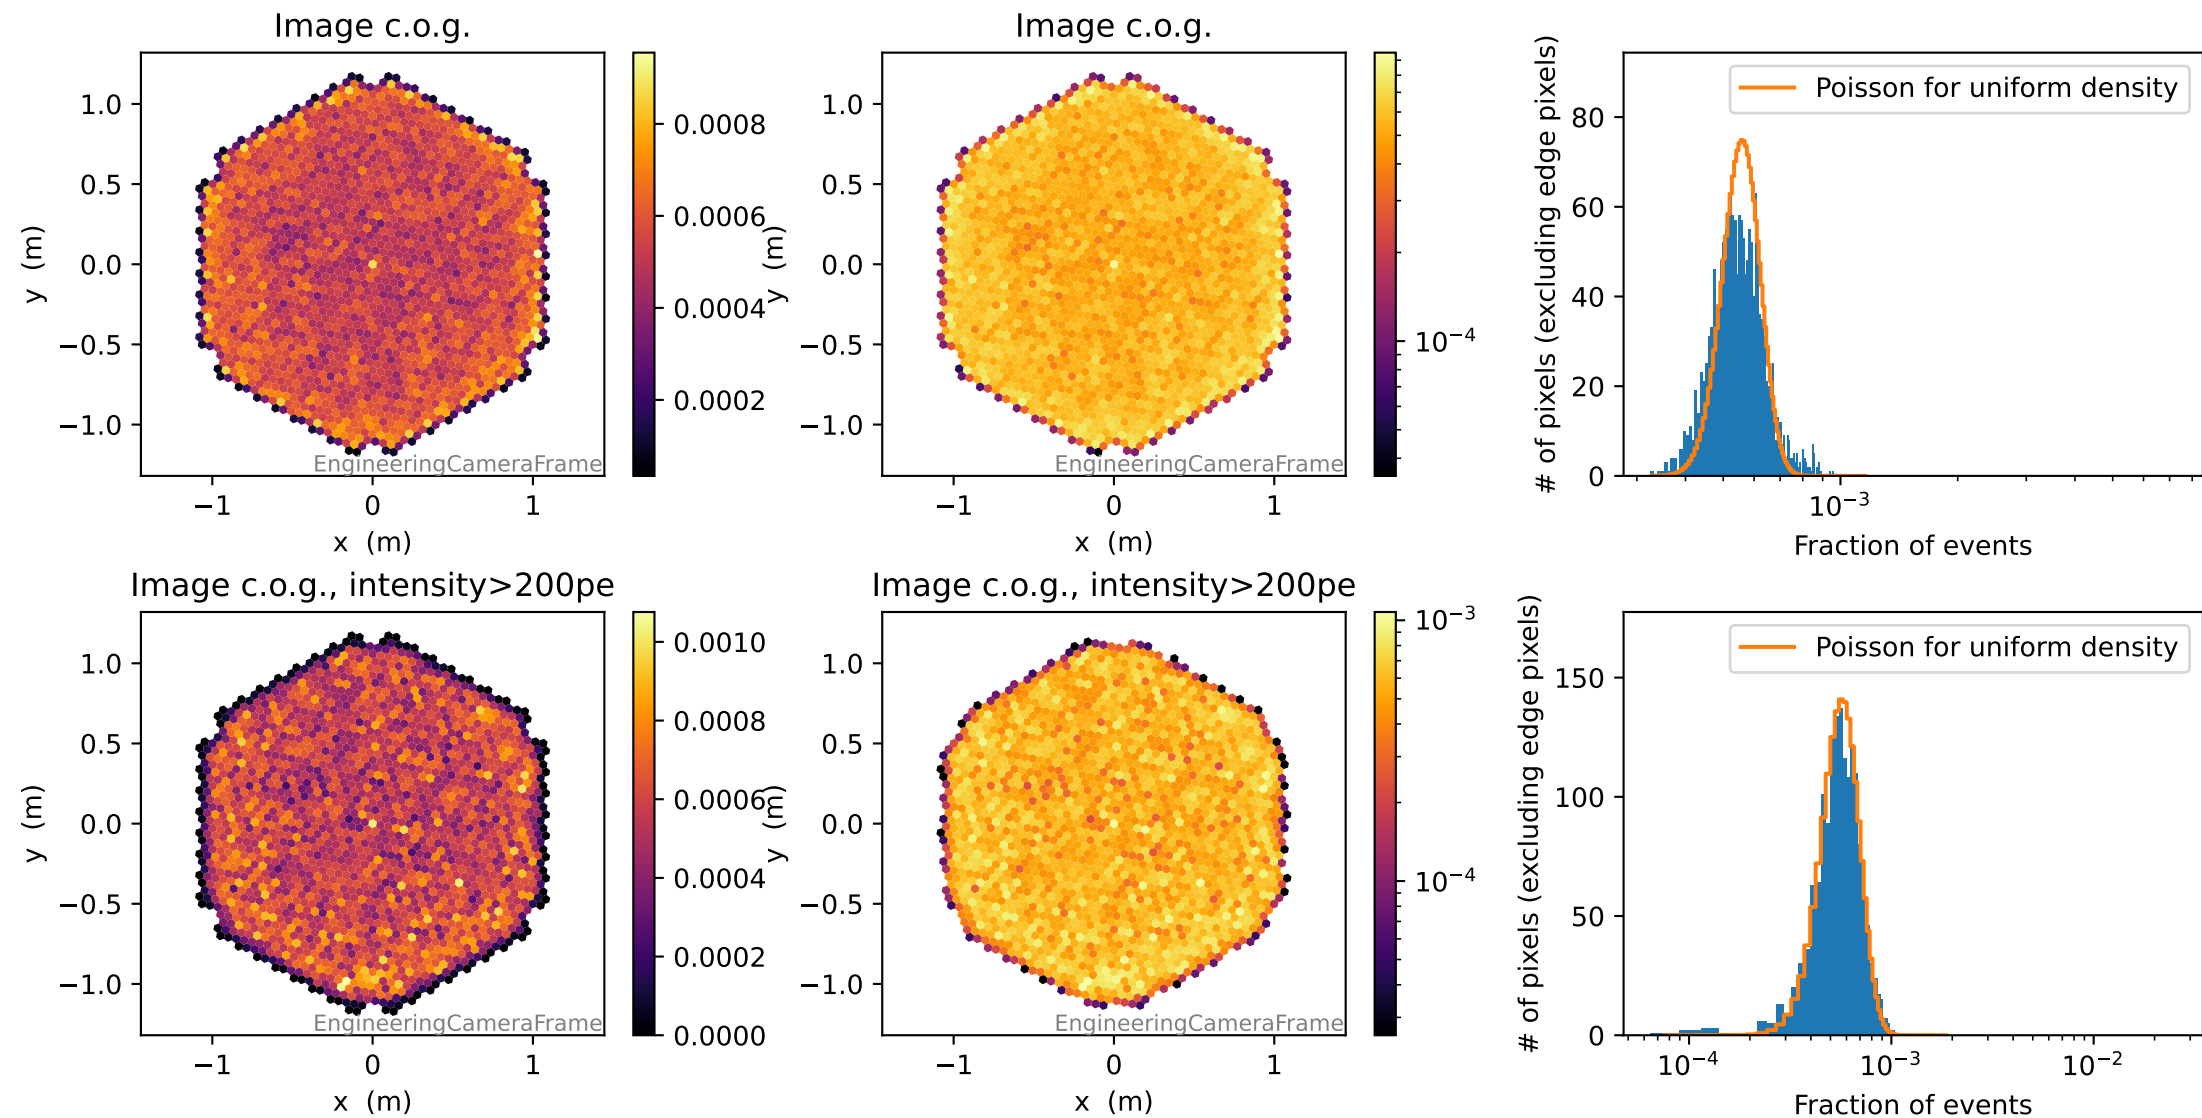 Image c.o.g.
1.0
0.5
0.0
−0.5
−1.0
y (m)
−1 0 1
x (m)
EngineeringCameraFrame
0.0008
0.0006
0.0004
0.0002
Image c.o.g.
1.0
0.5
0.0
−0.5
−1.0
y (m)
−1 0 1
x (m)
EngineeringCameraFrame
10⁻⁴
Poisson for uniform density
80
60
40
20
0
# of pixels (excluding edge pixels)
10⁻³
Fraction of events
Image c.o.g., intensity>200pe
1.0
0.5
0.0
−0.5
−1.0
y (m)
−1 0 1
x (m)
EngineeringCameraFrame
0.0010
0.0008
0.0006
0.0004
0.0002
0.0000
Image c.o.g., intensity>200pe
1.0
0.5
0.0
−0.5
−1.0
y (m)
−1 0 1
x (m)
EngineeringCameraFrame
10⁻³
10⁻⁴
Poisson for uniform density
150
100
50
0
# of pixels (excluding edge pixels)
10⁻⁴ 10⁻³ 10⁻²
Fraction of events